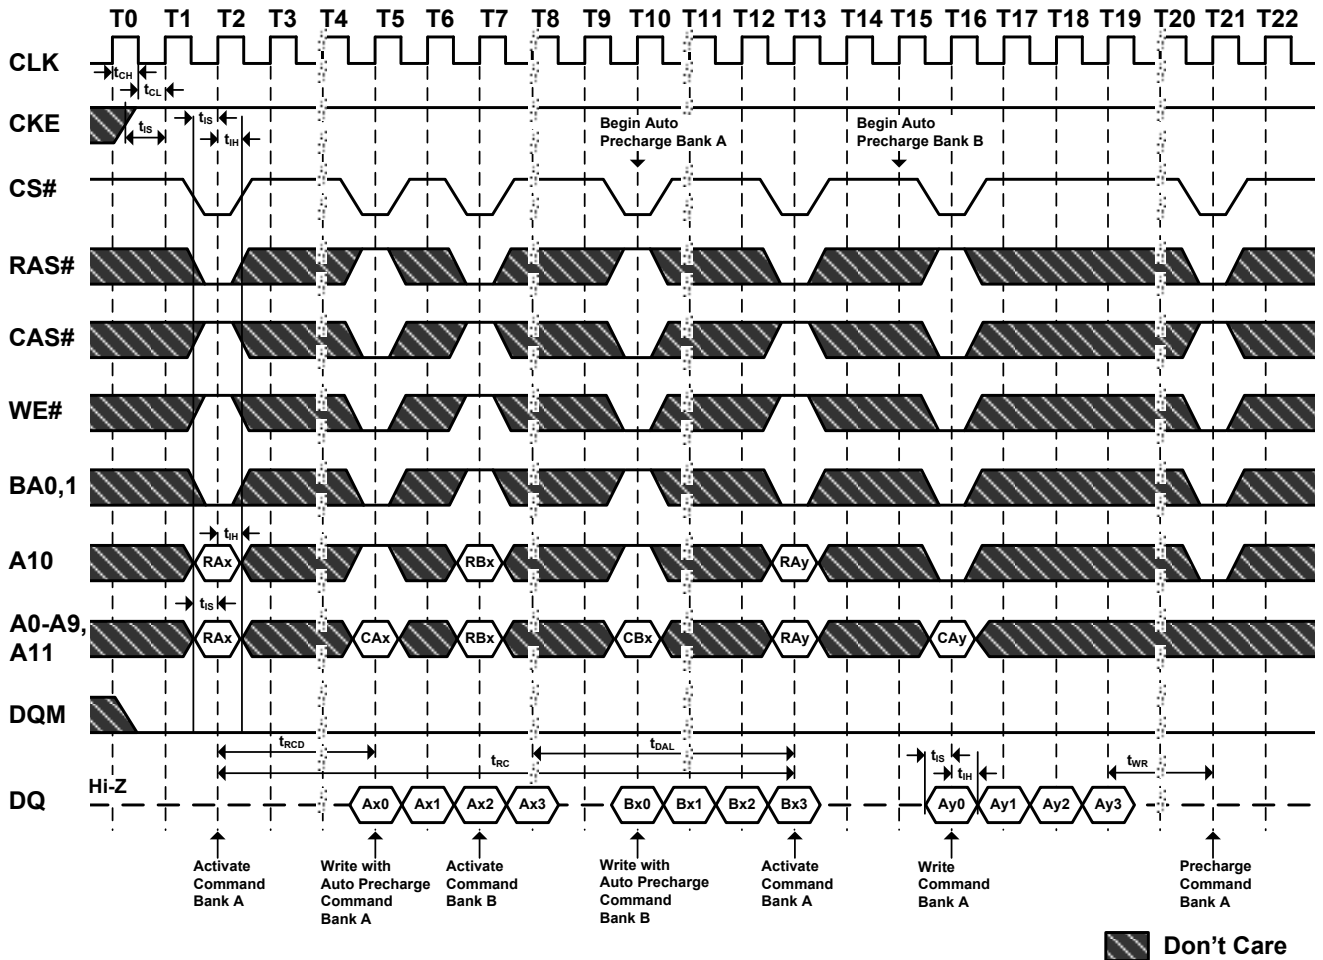 T0 T1 T2 T3 T4 T5 T6 T7 T8 T9 T10 T11 T12 T13 T14 T15 T16 T17 T18 T19 T20 T21 T22
CLK
tCH
tCL
CKE
tIS
tIS
tIH
Begin Auto
Precharge Bank A
Begin Auto
Precharge Bank B
CS#
RAS#
CAS#
WE#
BA0,1
tIH
A10
RAx RBx RAy
tIS
A0-A9,
A11
RAx CAx RBx CBx RAy CAy
DQM
tRCD
tDAL
tRC
tIS
tIH
tWR
Hi-Z
DQ
Ax0 Ax1 Ax2 Ax3 Bx0 Bx1 Bx2 Bx3 Ay0 Ay1 Ay2 Ay3
Activate
Command
Bank A
Write with
Auto Precharge
Command
Bank A
Activate
Command
Bank B
Write with
Auto Precharge
Command
Bank B
Activate
Command
Bank A
Write
Command
Bank A
Precharge
Command
Bank A
Don't Care